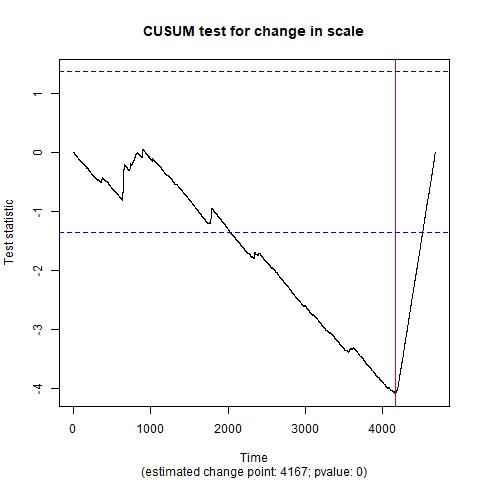 CUSUM test for change in scale
Test statistic
1
0
-1
-2
-3
-4
0 1000 2000 3000 4000
Time
(estimated change point: 4167; pvalue: 0)